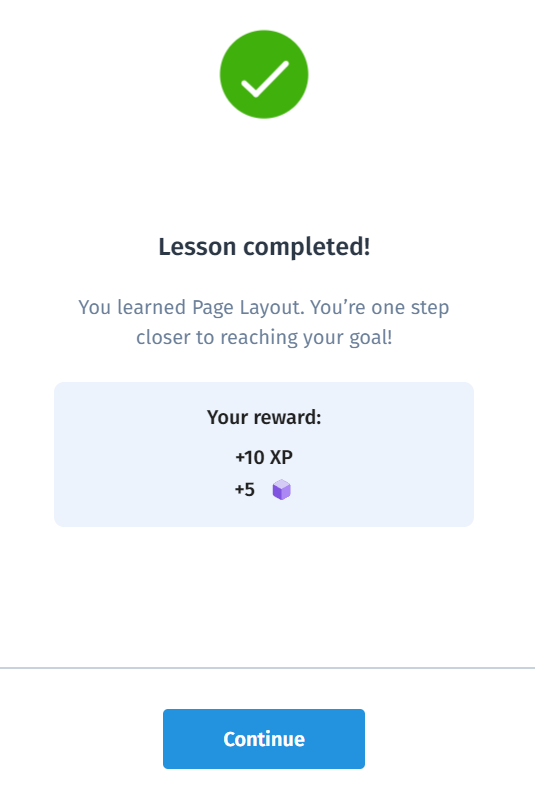 Lesson completed!
You learned Page Layout. You’re one step
closer to reaching your goal!
Your reward:
+10 XP
+5
Continue